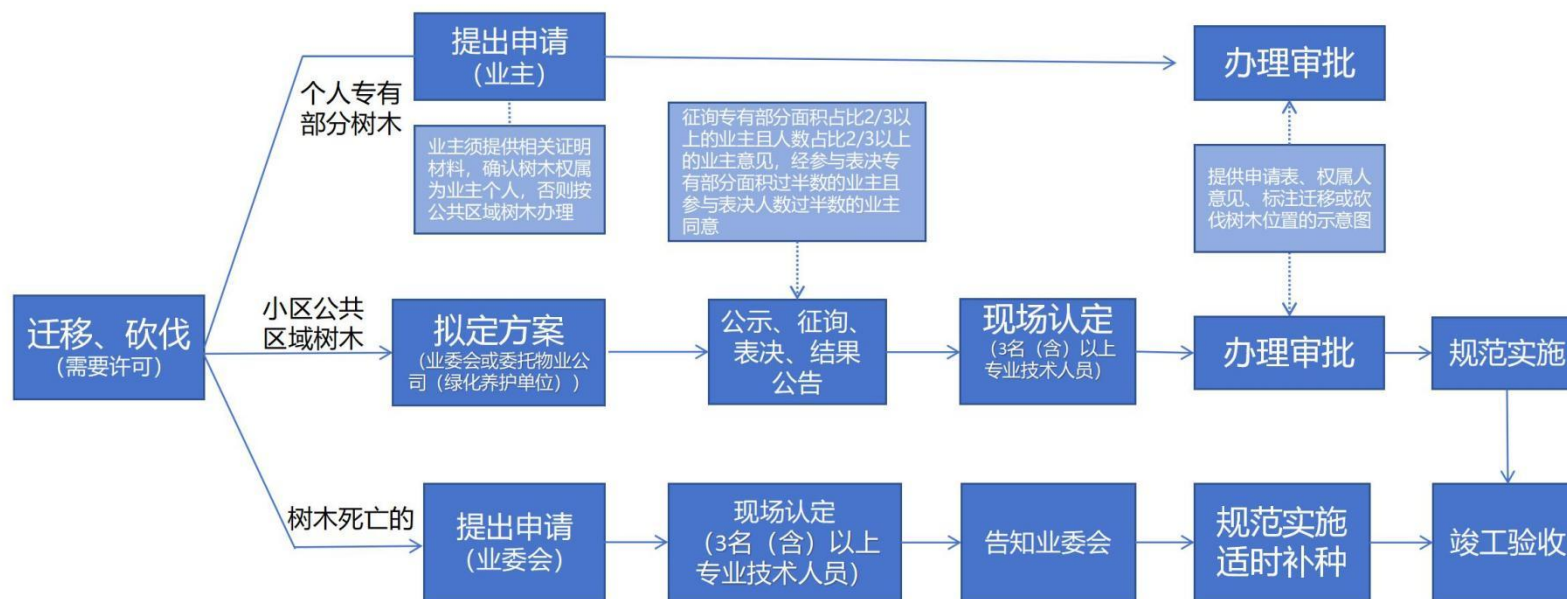 提出申请
（业主）
办理审批
个人专有
部分树木
业主须提供相关证明
材料，确认树木权属
为业主个人，否则按
公共区域树木办理
征询专有部分面积占比2/3以
上的业主且人数占比2/3以上
的业主意见，经参与表决专
有部分面积过半数的业主且
参与表决人数过半数的业主
同意
提供申请表、权属人
意见、标注迁移或砍
伐树木位置的示意图
迁移、砍伐
(需要许可)
小区公共
区域树木
拟定方案
（业委会或委托物业公
司（绿化养护单位））
公示、征询、
表决、结果
公告
现场认定
（3名（含）以上
专业技术人员）
办理审批
规范实施
树木死亡的
提出申请
（业委会）
现场认定
（3名（含）以上
专业技术人员）
告知业委会
规范实施
适时补种
竣工验收